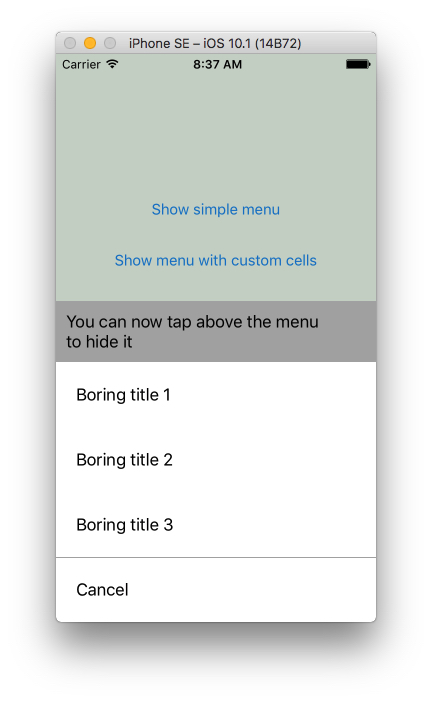 iPhone SE – iOS 10.1 (14B72)
Carrier 8:37 AM
Show simple menu
Show menu with custom cells
You can now tap above the menu
to hide it
Boring title 1
Boring title 2
Boring title 3
Cancel